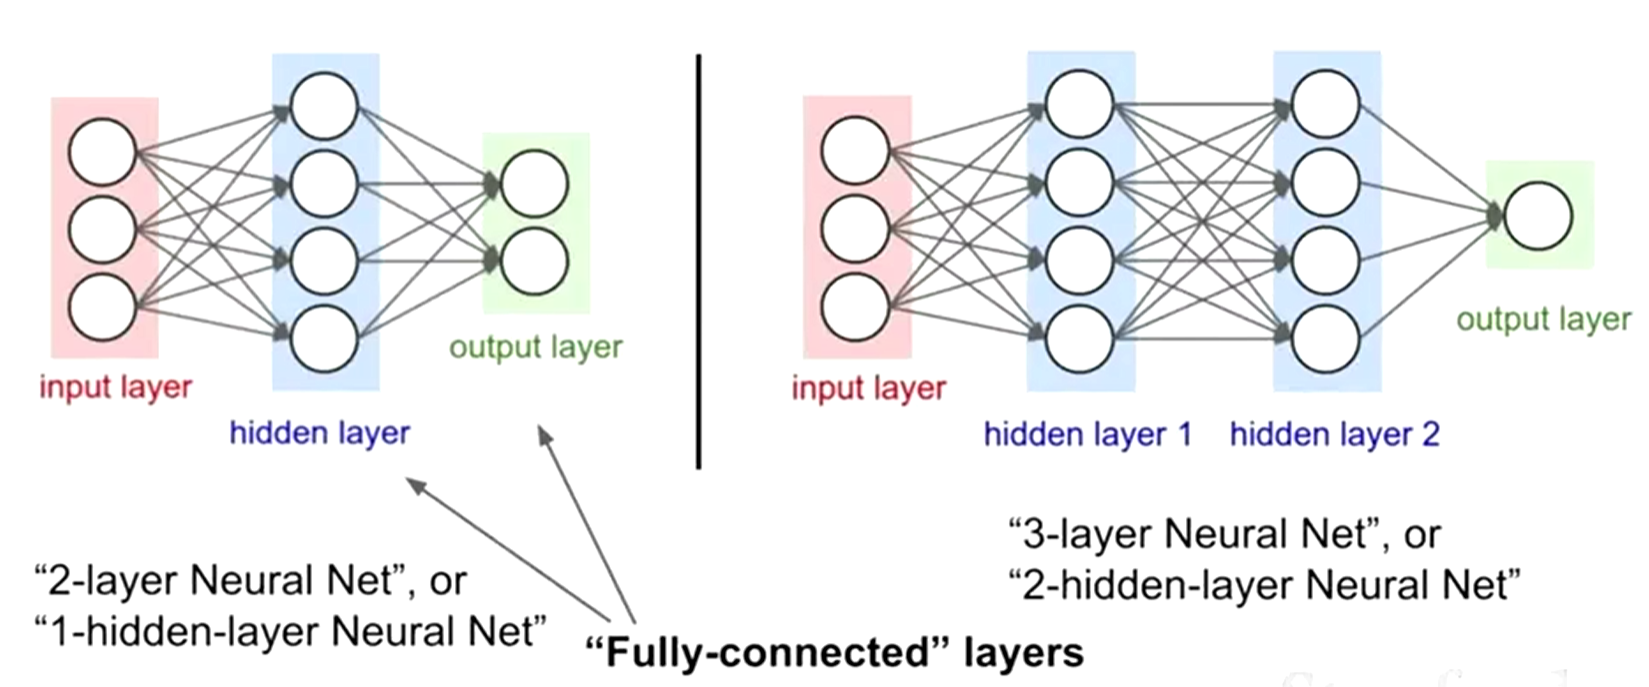 input layer
hidden layer
output layer
“2-layer Neural Net”, or
“1-hidden-layer Neural Net”
“Fully-connected” layers
input layer
hidden layer 1
hidden layer 2
output layer
“3-layer Neural Net”, or
“2-hidden-layer Neural Net”